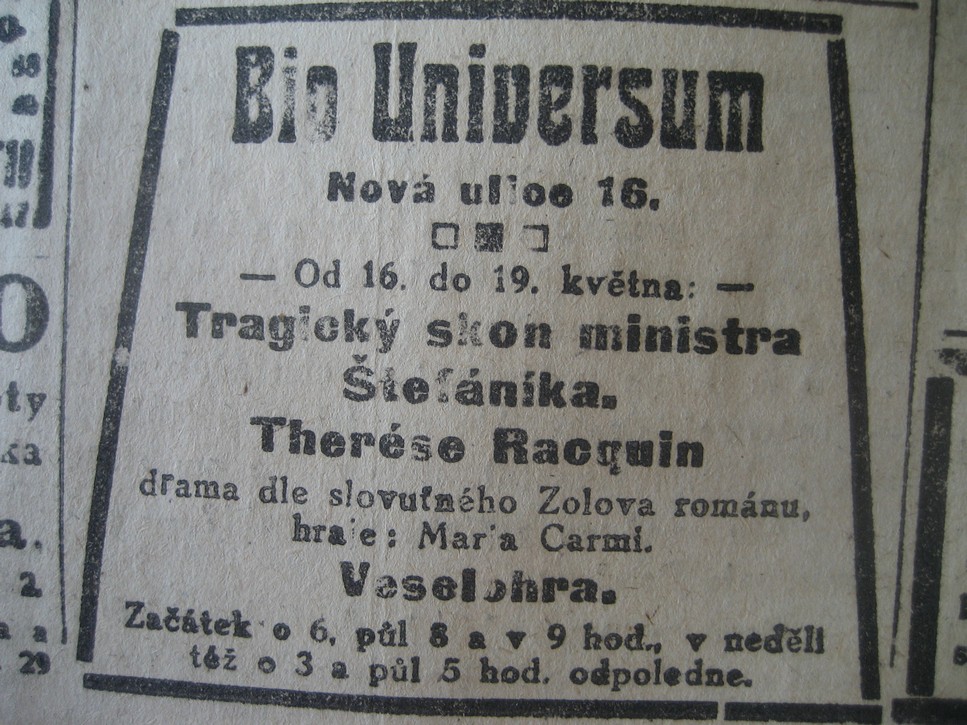 Bio Universum
Nová ulice 16.
— Od 16. do 19. května: —
Tragický skon ministra
Štefánika.
Therése Racquin
drama dle slovutného Zolova románu,
hraje: Maria Carmi.
Veselohra.
Začátek o 6, půl 8 a v 9 hod., v neděli
též o 3 a půl 5 hod. odpoledne.